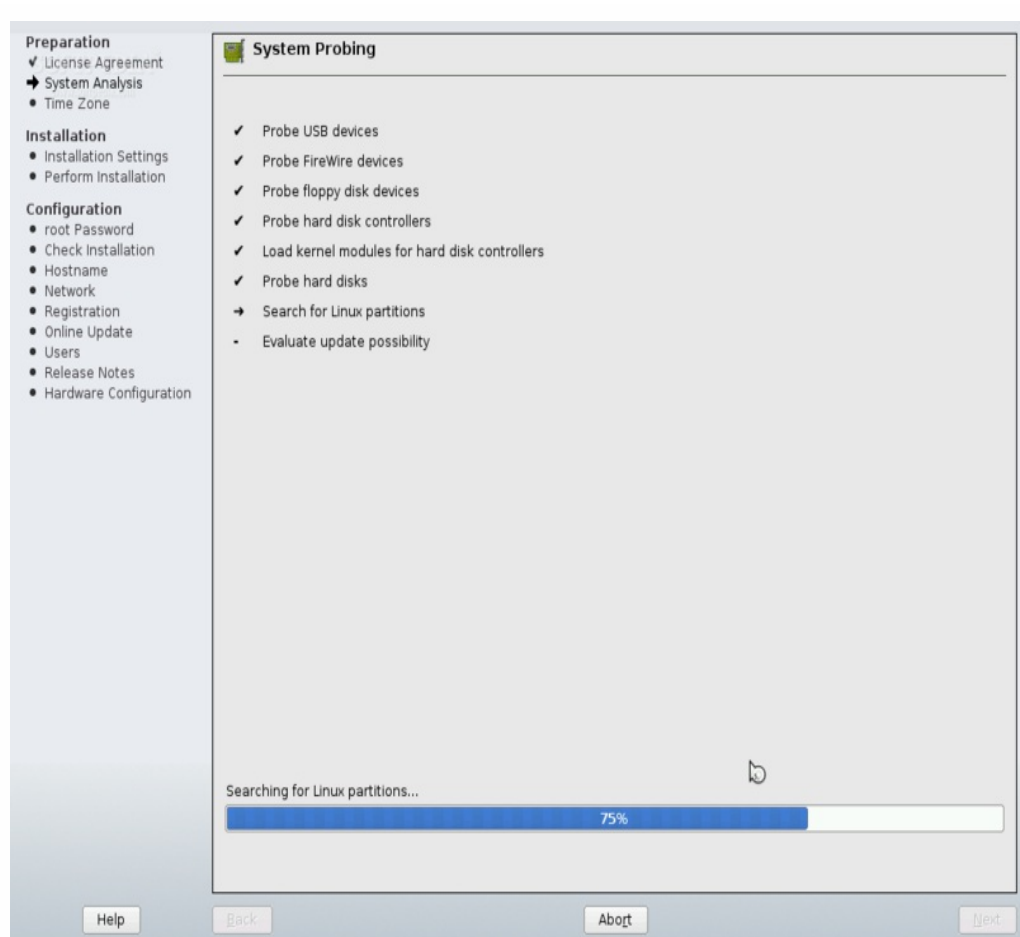 Preparation
License Agreement
System Analysis
Time Zone
Installation
Installation Settings
Perform Installation
Configuration
root Password
Check Installation
Hostname
Network
Registration
Online Update
Users
Release Notes
Hardware Configuration
System Probing
Probe USB devices
Probe FireWire devices
Probe floppy disk devices
Probe hard disk controllers
Load kernel modules for hard disk controllers
Probe hard disks
Search for Linux partitions
- Evaluate update possibility
Searching for Linux partitions...
75%
Help Back Abort Next